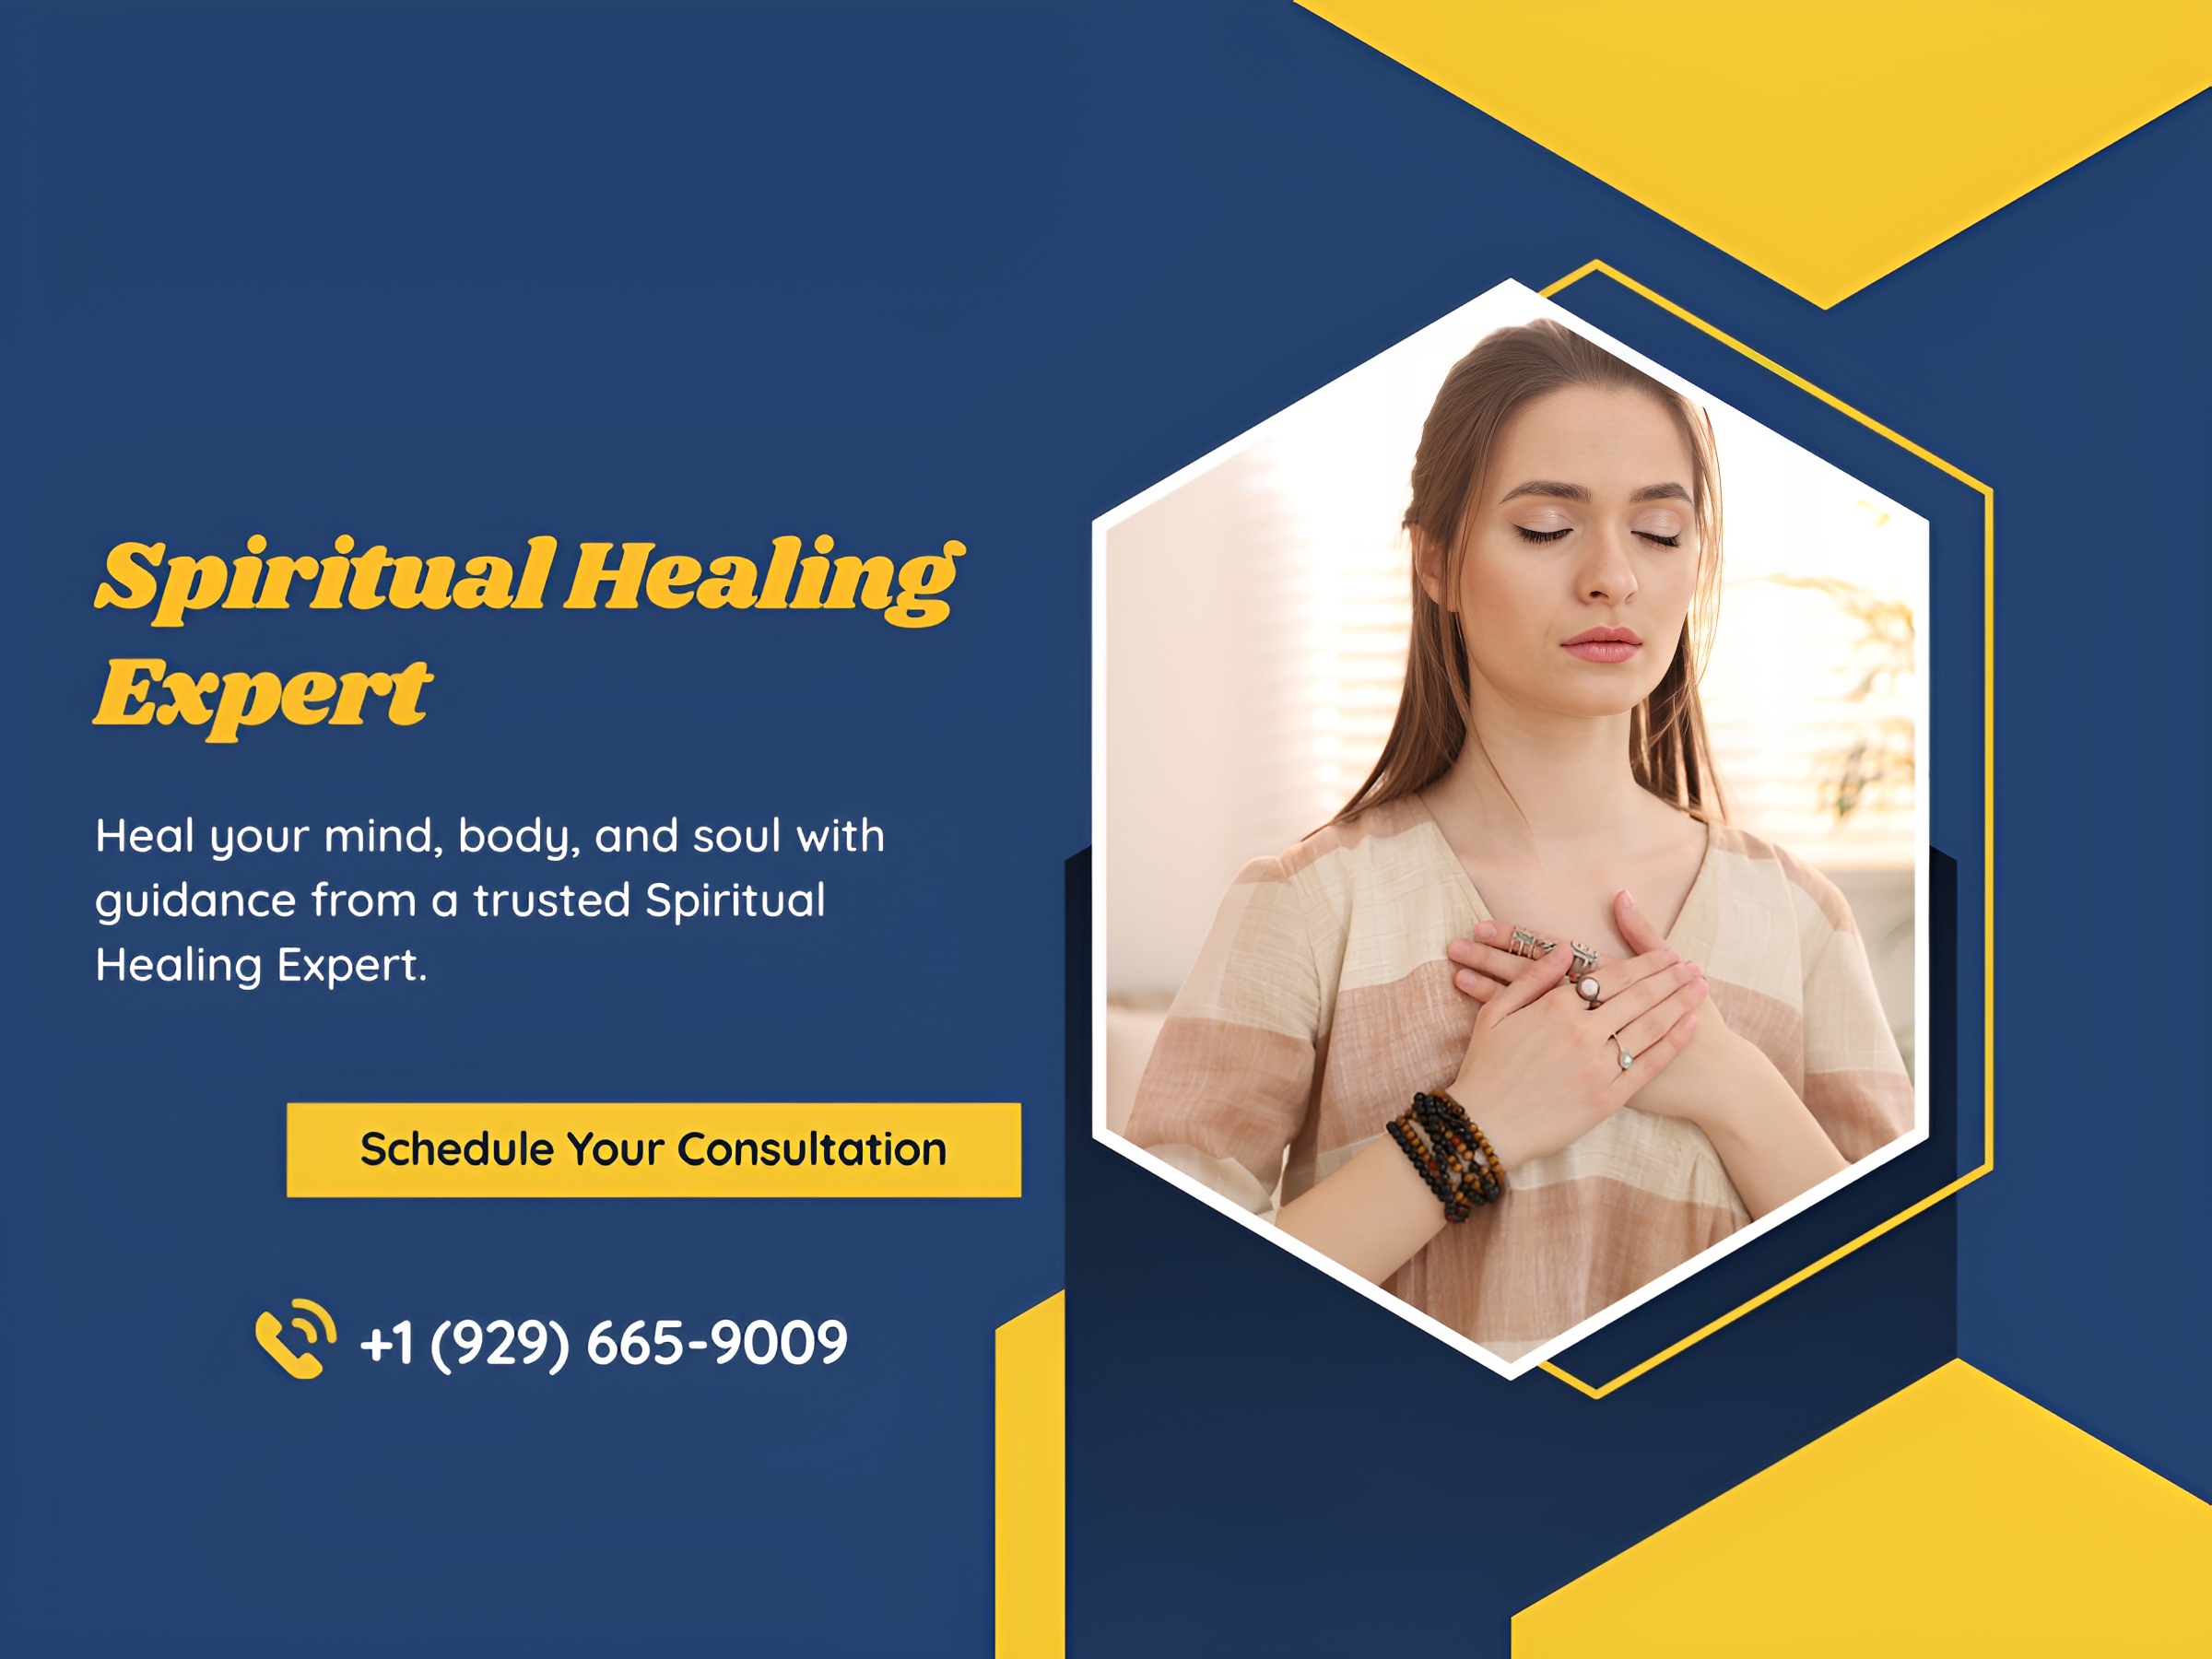 Spiritual Healing
Expert
Heal your mind, body, and soul with
guidance from a trusted Spiritual
Healing Expert.
Schedule Your Consultation
+1 (929) 665-9009